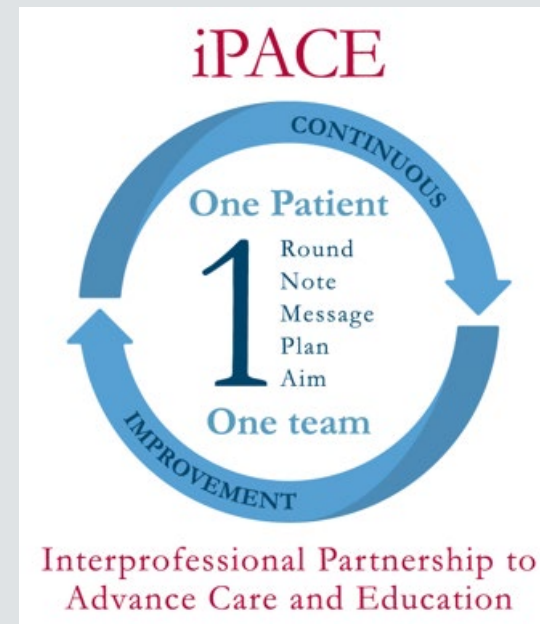 iPACE
CONTINUOUS
One Patient
1
Round
Note
Message
Plan
Aim
One team
IMPROVEMENT
Interprofessional Partnership to
Advance Care and Education